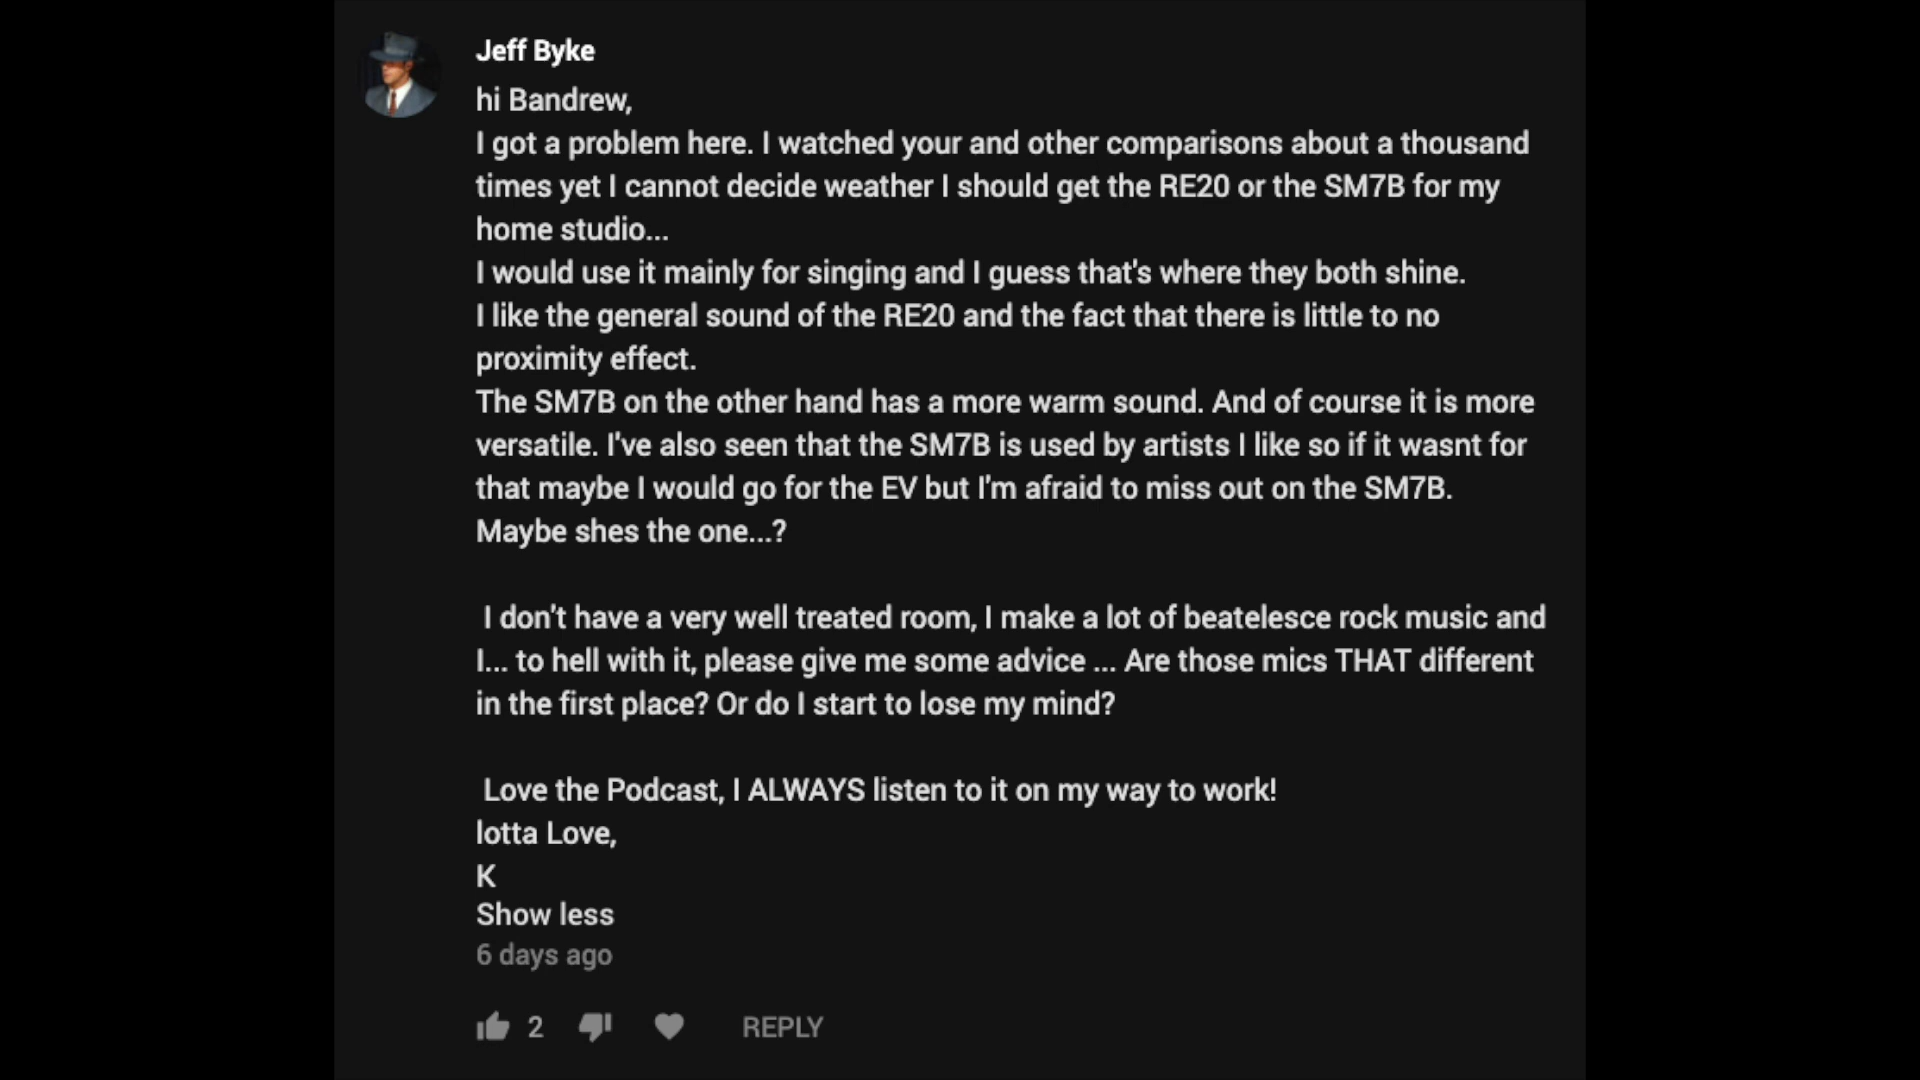 Jeff Byke
hi Bandrew,
I got a problem here. I watched your and other comparisons about a thousand
times yet I cannot decide weather I should get the RE20 or the SM7B for my
home studio...
I would use it mainly for singing and I guess that's where they both shine.
I like the general sound of the RE20 and the fact that there is little to no
proximity effect.
The SM7B on the other hand has a more warm sound. And of course it is more
versatile. I've also seen that the SM7B is used by artists I like so if it wasnt for
that maybe I would go for the EV but I'm afraid to miss out on the SM7B.
Maybe shes the one...?
I don't have a very well treated room, I make a lot of beatelesce rock music and
I... to hell with it, please give me some advice ... Are those mics THAT different
in the first place? Or do I start to lose my mind?
Love the Podcast, I ALWAYS listen to it on my way to work!
lotta Love,
K
Show less
6 days ago
2 REPLY